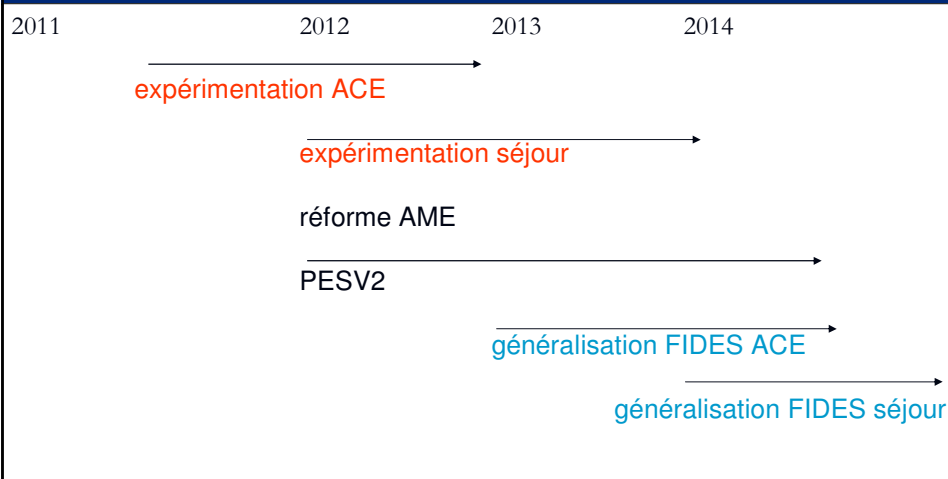 2011 2012 2013 2014
expérimentation ACE
expérimentation séjour
réforme AME
PESV2
généralisation FIDES ACE
généralisation FIDES séjour